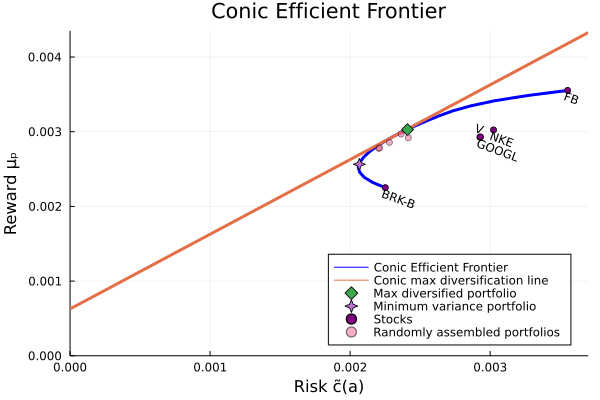 Conic Efficient Frontier
Reward μₚ
0.004
0.003
0.002
0.001
0.000
FB
V NKE
GOOGL
BRK-B
Conic Efficient Frontier
Conic max diversification line
Max diversified portfolio
Minimum variance portfolio
Stocks
Randomly assembled portfolios
0.000 0.001 0.002 0.003
Risk c̃(a)